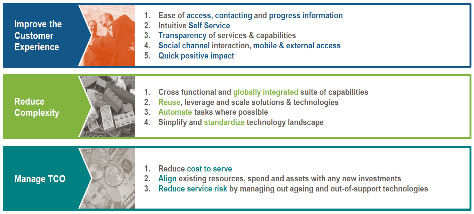 Improve the
Customer
Experience
1. Ease of access, contacting and progress information
2. Intuitive Self Service
3. Transparency of services & capabilities
4. Social channel interaction, mobile & external access
5. Quick positive impact
Reduce
Complexity
1. Cross functional and globally integrated suite of capabilities
2. Reuse, leverage and scale solutions & technologies
3. Automate tasks where possible
4. Simplify and standardize technology landscape
Manage TCO
1. Reduce cost to serve
2. Align existing resources, spend and assets with any new investments
3. Reduce service risk by managing out ageing and out-of-support technologies